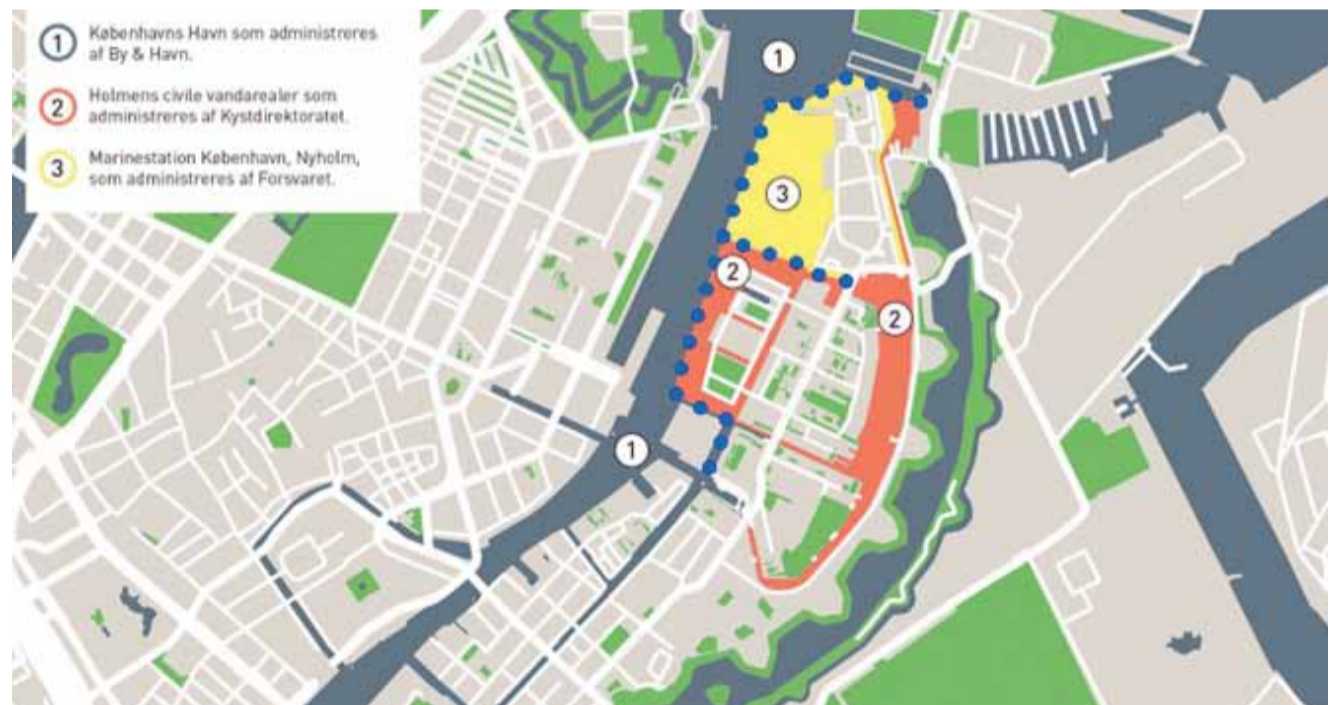 1 Københavns Havn som administreres
af By & Havn.
2 Holmens civile vandarealer som
administreres af Kystdirektoratet.
3 Marinestation København, Nyholm,
som administreres af Forsvaret.
1
3
2
2
1